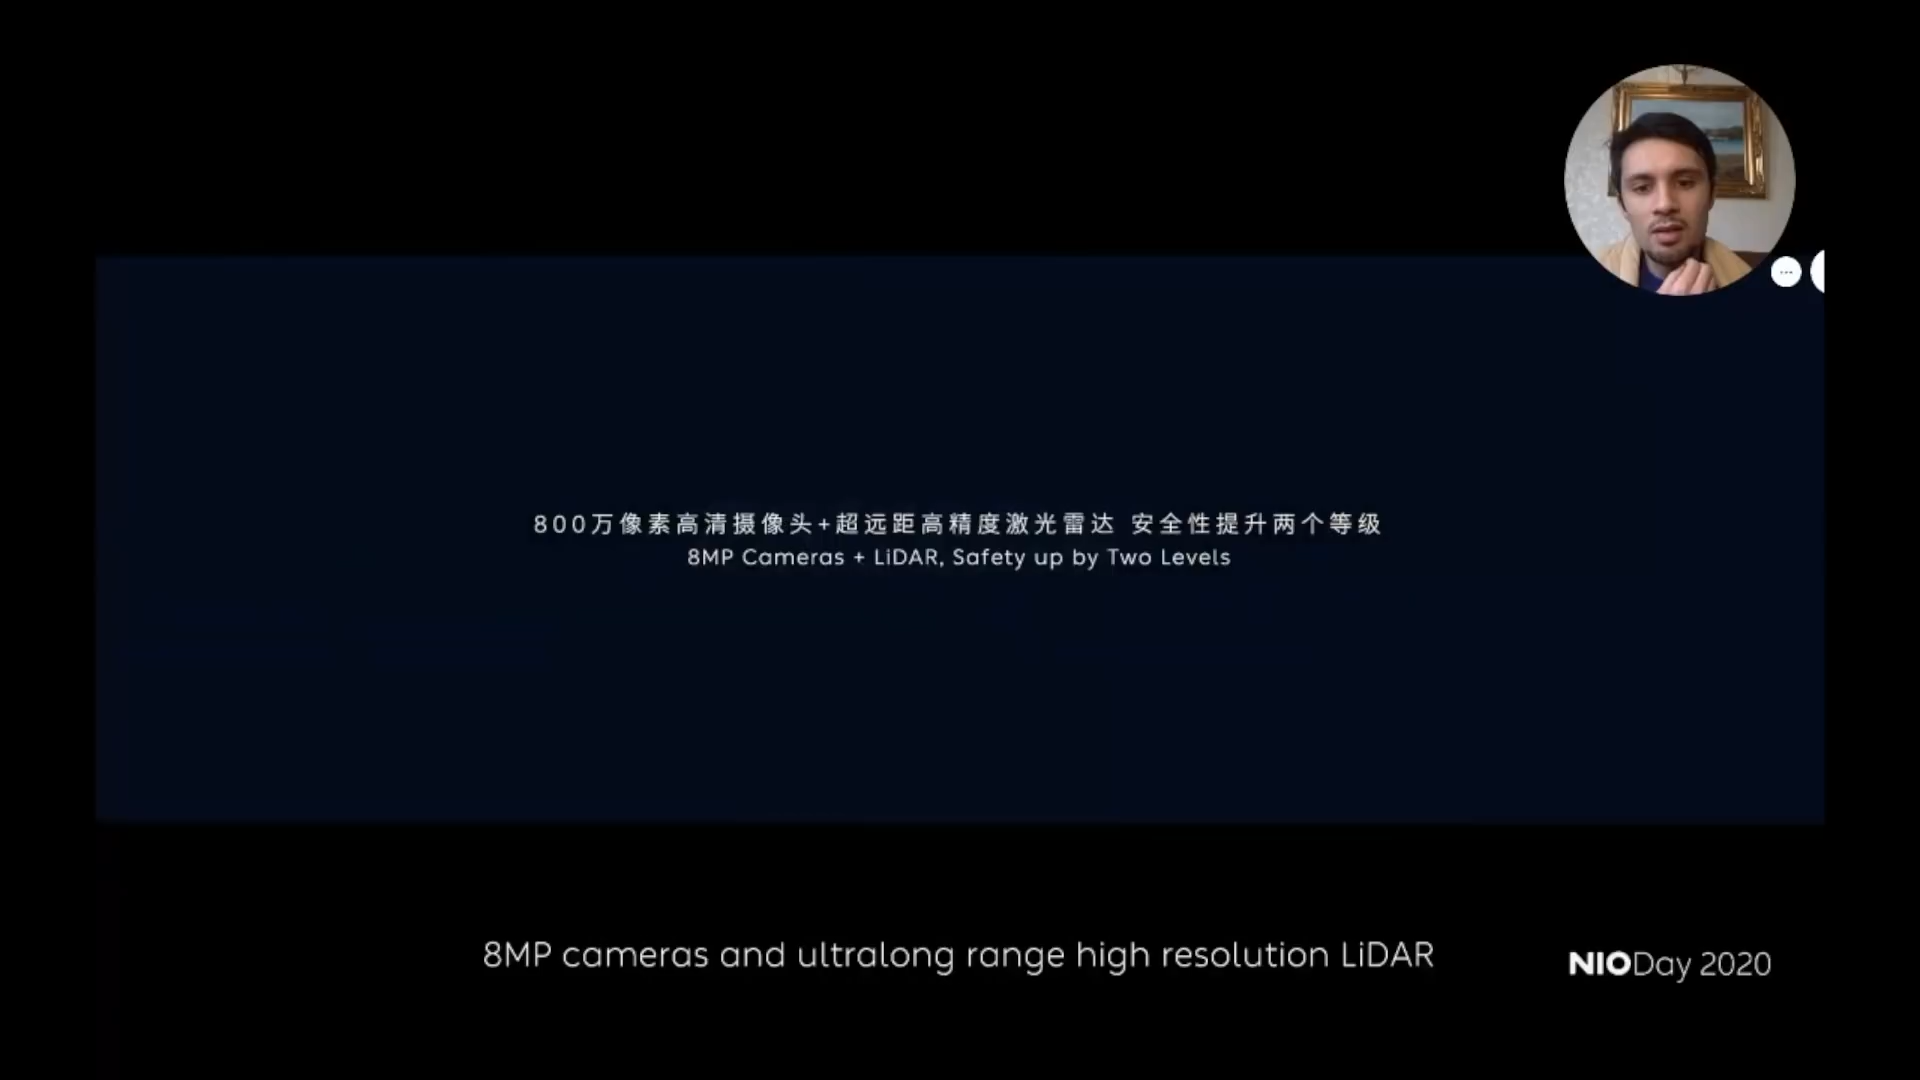 800万像素高清摄像头+超远距高精度激光雷达 安全性提升两个等级
8MP Cameras + LiDAR, Safety up by Two Levels
8MP cameras and ultralong range high resolution LiDAR
NIODay 2020